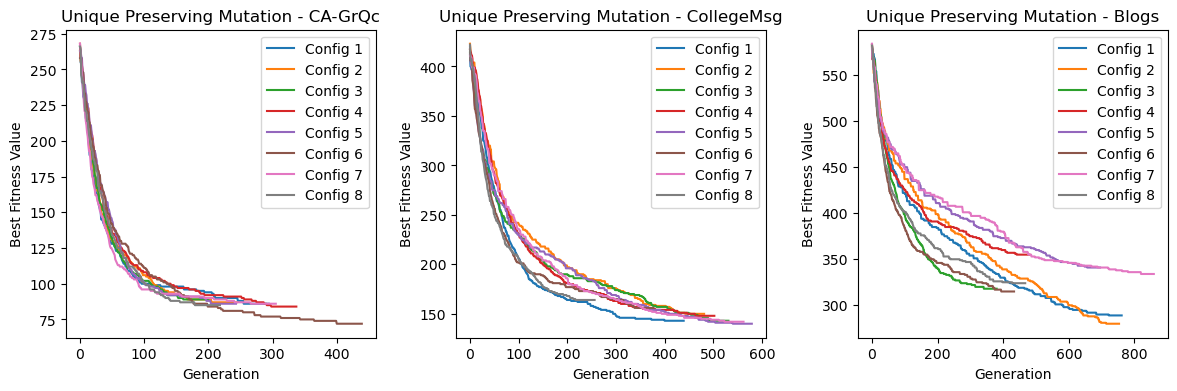 Unique Preserving Mutation - CA-GrQc
Best Fitness Value
275
250
225
200
175
150
125
100
75
0
100
200
300
400
Generation
Config 1
Config 2
Config 3
Config 4
Config 5
Config 6
Config 7
Config 8
Unique Preserving Mutation - CollegeMsg
Best Fitness Value
400
350
300
250
200
150
0
100
200
300
400
500
600
Generation
Config 1
Config 2
Config 3
Config 4
Config 5
Config 6
Config 7
Config 8
Unique Preserving Mutation - Blogs
Best Fitness Value
550
500
450
400
350
300
0
200
400
600
800
Generation
Config 1
Config 2
Config 3
Config 4
Config 5
Config 6
Config 7
Config 8